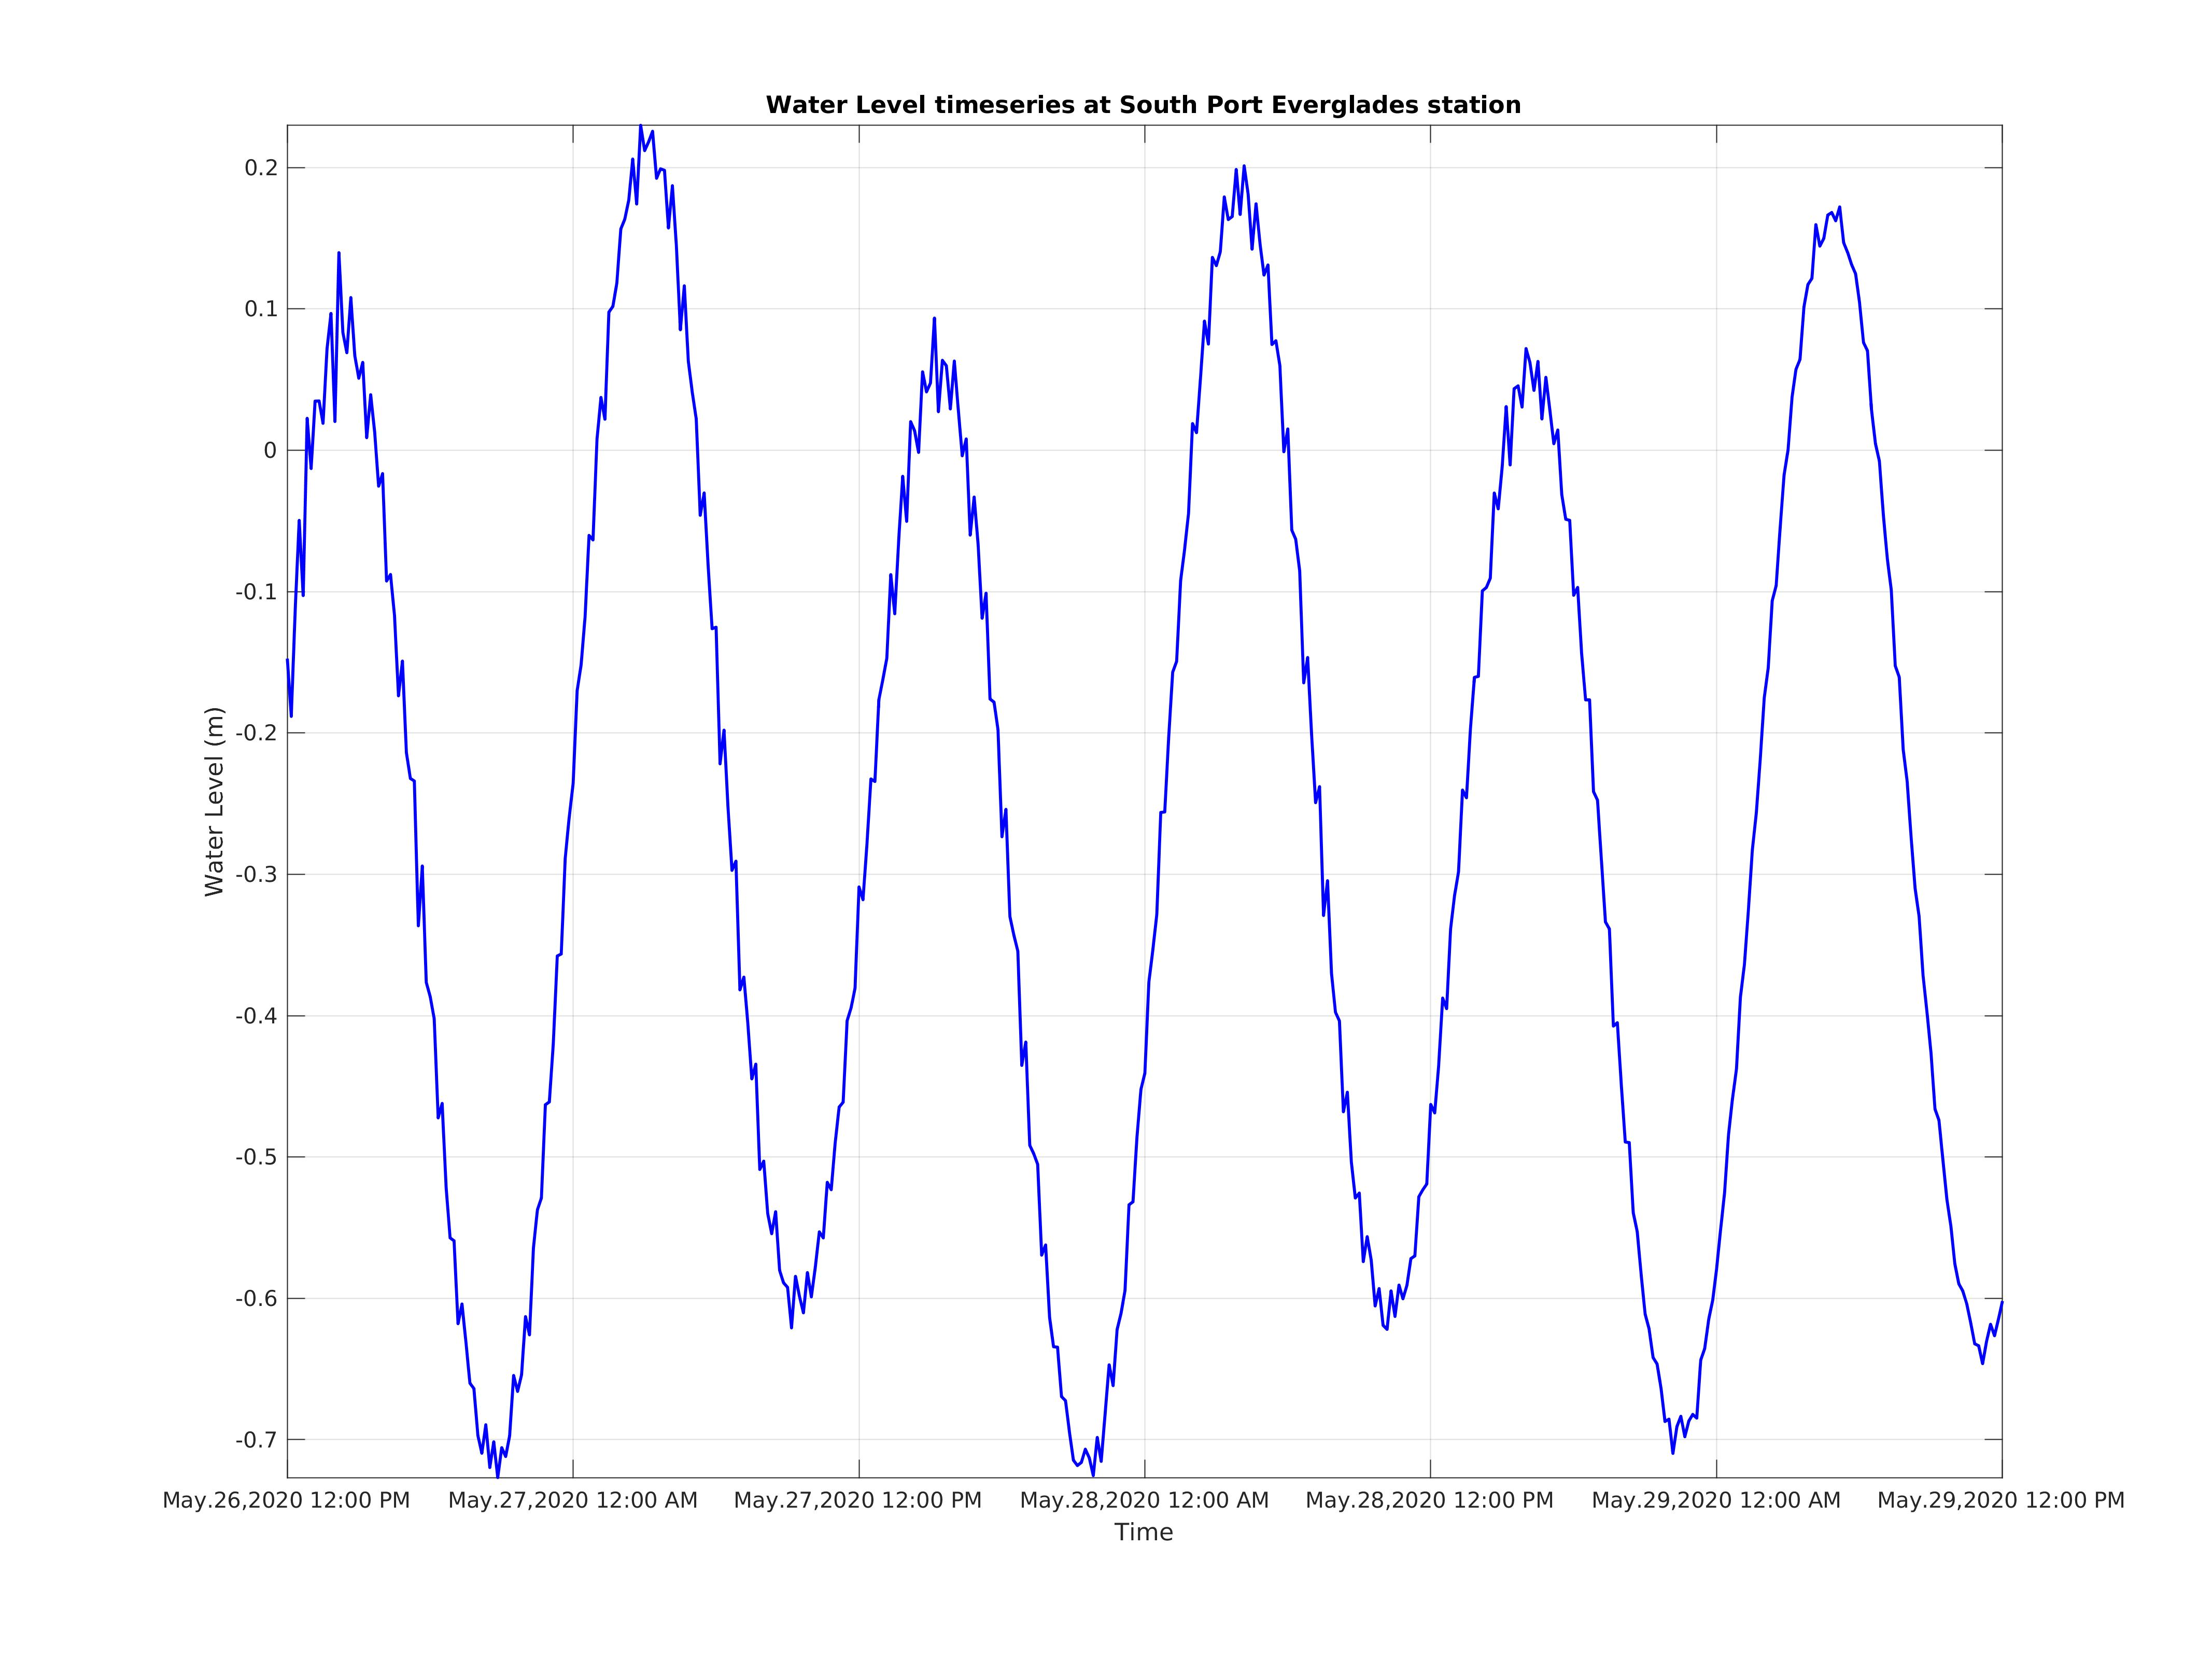 Water Level timeseries at South Port Everglades station
0.2
0.1
0
-0.1
-0.2
-0.3
-0.4
-0.5
-0.6
-0.7
Water Level (m)
May.26,2020 12:00 PM May.27,2020 12:00 AM May.27,2020 12:00 PM May.28,2020 12:00 AM May.28,2020 12:00 PM May.29,2020 12:00 AM May.29,2020 12:00 PM
Time